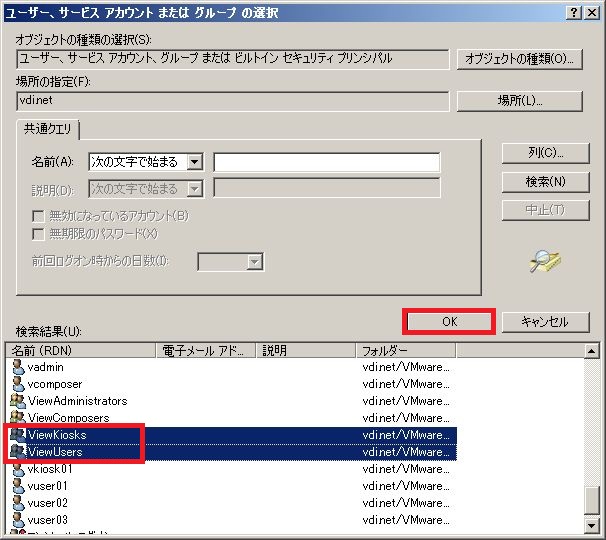 ユーザー、サービス アカウント または グループ の選択
オブジェクトの種類の選択(S):
ユーザー、サービス アカウント、グループ または ビルトイン セキュリティ プリンシパル
オブジェクトの種類(O)...
場所の指定(F):
vdi.net
場所(L)...
共通クエリ
名前(A):
次の文字で始まる
列(C)...
説明(D):
次の文字で始まる
検索(N)
無効になっているアカウント(B)
中止(T)
無期限のパスワード(X)
前回ログオン時からの日数(I):
OK
キャンセル
検索結果(U):
名前 (RDN) 電子メール アド... 説明 フォルダー
vadmin vdi.net/VMware...
vcomposer vdi.net/VMware...
ViewAdministrators vdi.net/VMware...
ViewComposers vdi.net/VMware...
ViewKiosks vdi.net/VMware...
ViewUsers vdi.net/VMware...
vkiosk01 vdi.net/VMware...
vuser01 vdi.net/VMware...
vuser02 vdi.net/VMware...
vuser03 vdi.net/VMware...